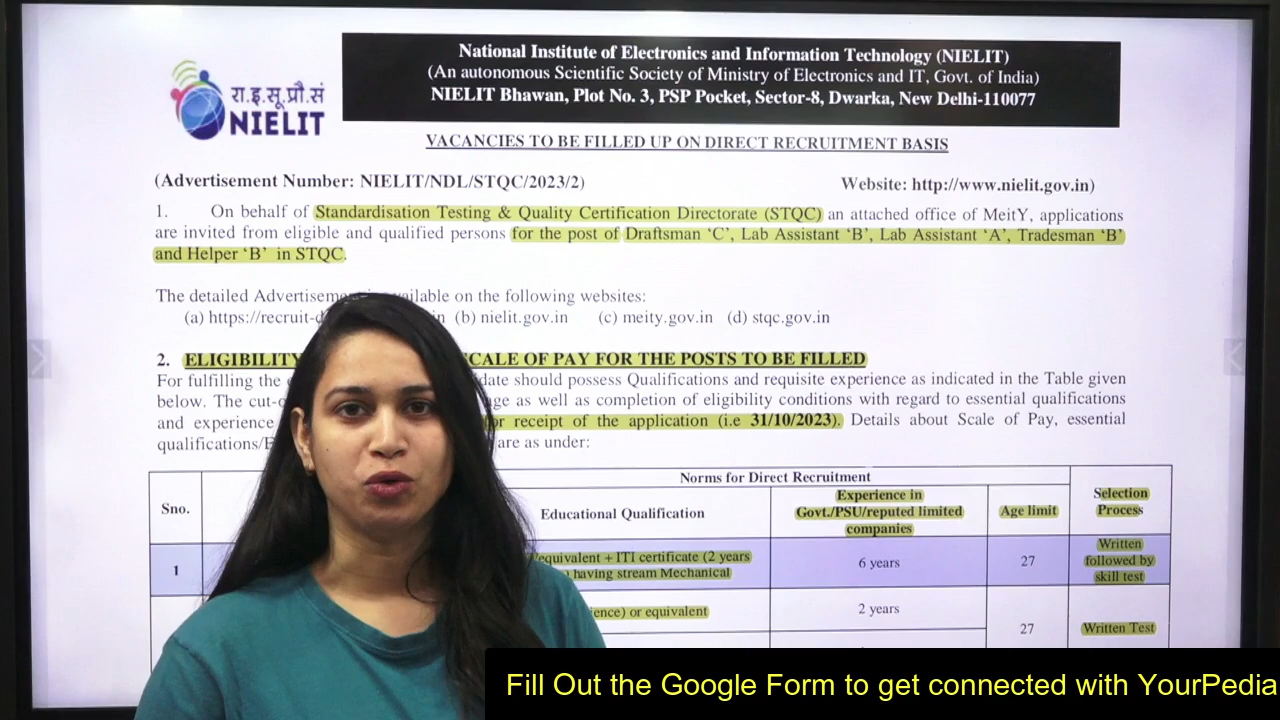 National Institute of Electronics and Information Technology (NIELIT)
(An autonomous Scientific Society of Ministry of Electronics and IT, Govt. of India)
NIELIT Bhawan, Plot No. 3, PSP Pocket, Sector-8, Dwarka, New Delhi-110077
रा.इ.सू.प्रौ.सं
NIELIT
VACANCIES TO BE FILLED UP ON DIRECT RECRUITMENT BASIS
(Advertisement Number: NIELIT/NDL/STQC/2023/2) Website: http://www.nielit.gov.in)
1. On behalf of Standardisation Testing & Quality Certification Directorate (STQC) an attached office of MeitY, applications
are invited from eligible and qualified persons for the post of Draftsman ‘C’, Lab Assistant ‘B’, Lab Assistant ‘A’, Tradesman ‘B’
and Helper ‘B’ in STQC.
The detailed available on the following websites:
(a) https://recruit-d in (b) nielit.gov.in (c) meity.gov.in (d) stqc.gov.in
2. ELIGIBILITY SCALE OF PAY FOR THE POSTS TO BE FILLED
For fulfilling the date should possess Qualifications and requisite experience as indicated in the Table given
below. The cut-o ge as well as completion of eligibility conditions with regard to essential qualifications
and experience or receipt of the application (i.e 31/10/2023). Details about Scale of Pay, essential
qualifications/E are as under:
Norms for Direct Recruitment
Sno.
Educational Qualification
Experience in
Govt./PSU/reputed limited
companies
Age limit
Selection
Process
1
equivalent + ITI certificate (2 years
having stream Mechanical
6 years
27
Written
followed by
skill test
ience) or equivalent
2 years
27
Written Test
Fill Out the Google Form to get connected with YourPedia